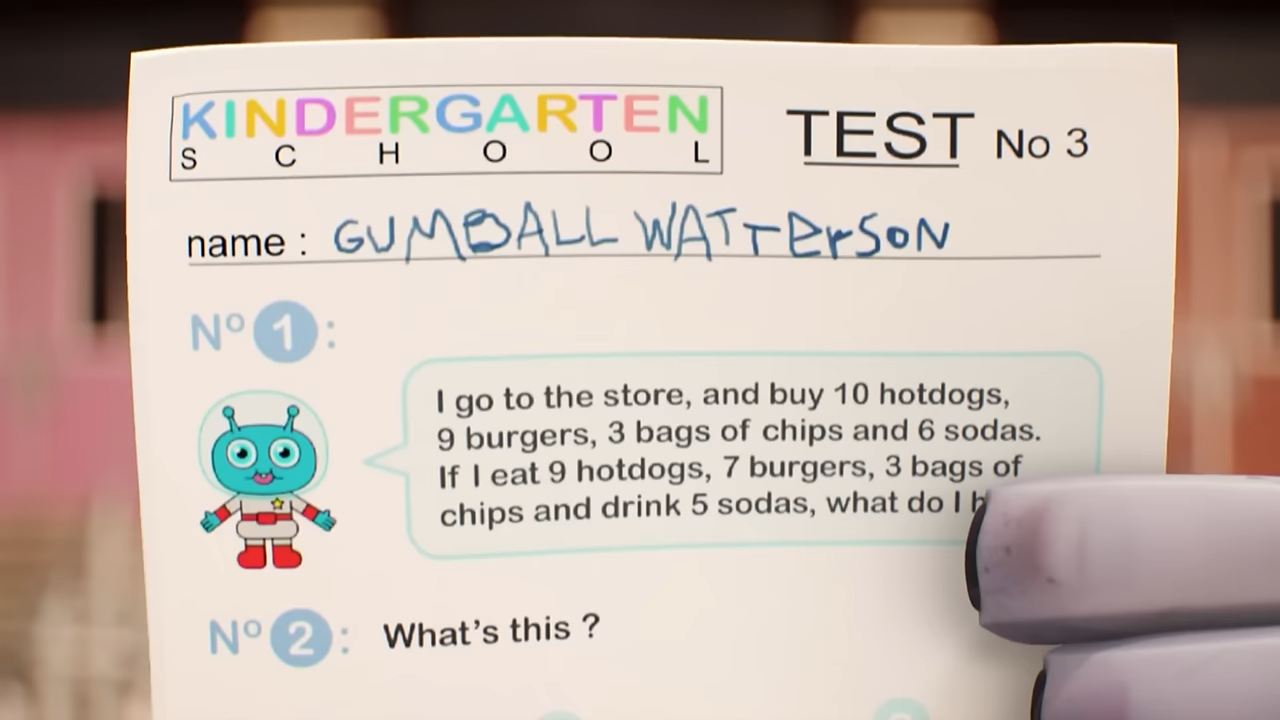 KINDERGARTEN
SCHOOL
TEST No 3
name : GUMBALL WATTERSON
Nº 1 :
I go to the store, and buy 10 hotdogs,
9 burgers, 3 bags of chips and 6 sodas.
If I eat 9 hotdogs, 7 burgers, 3 bags of
chips and drink 5 sodas, what do I
Nº 2 : What's this ?